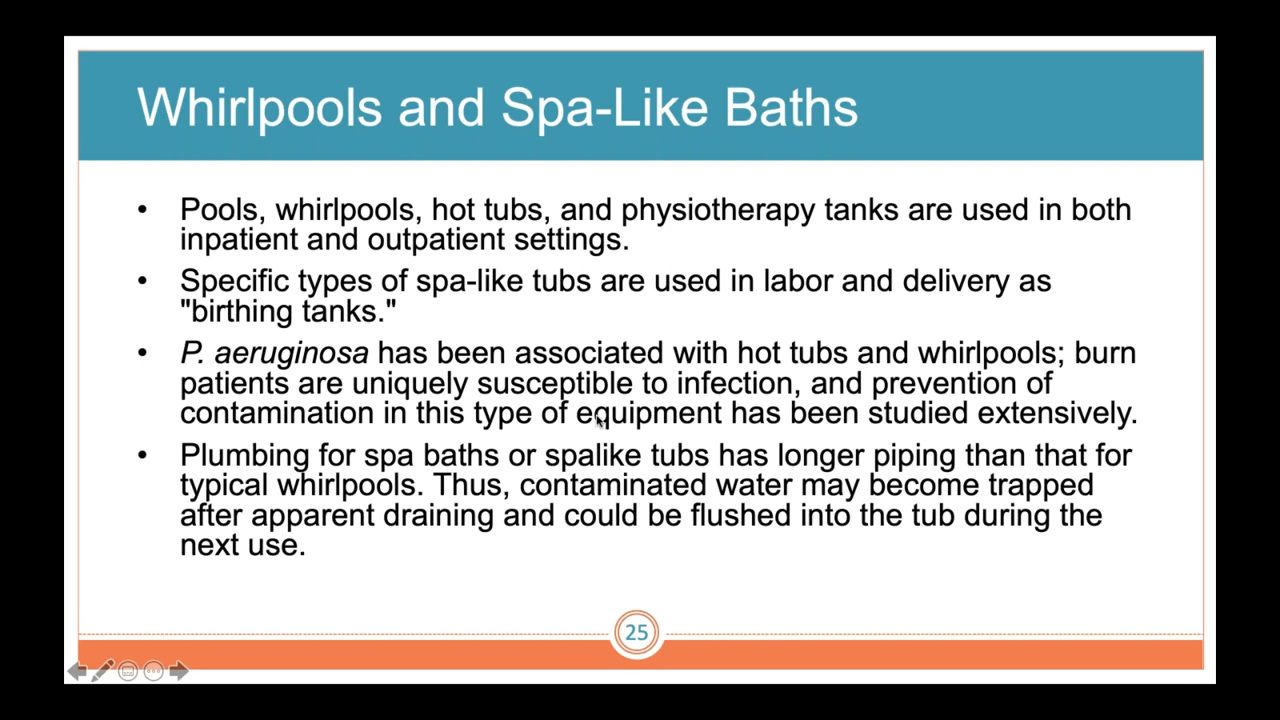 Whirlpools and Spa-Like Baths
• Pools, whirlpools, hot tubs, and physiotherapy tanks are used in both
inpatient and outpatient settings.
• Specific types of spa-like tubs are used in labor and delivery as
"birthing tanks."
• P. aeruginosa has been associated with hot tubs and whirlpools; burn
patients are uniquely susceptible to infection, and prevention of
contamination in this type of equipment has been studied extensively.
• Plumbing for spa baths or spalike tubs has longer piping than that for
typical whirlpools. Thus, contaminated water may become trapped
after apparent draining and could be flushed into the tub during the
next use.
25